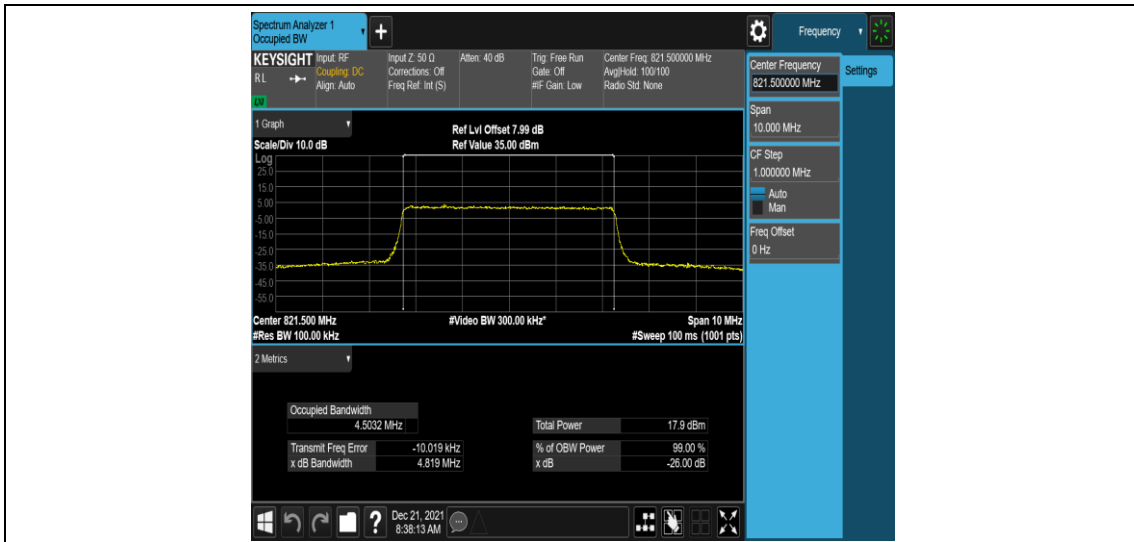 Spectrum Analyzer 1
Occupied BW
Frequency
KEYSIGHT
RL
LXI
Input: RF
Coupling: DC
Align: Auto
Input Z: 50 Ω
Corrections: Off
Freq Ref: Int (S)
Atten: 40 dB
Trig: Free Run
Gate: Off
#IF Gain: Low
Center Freq: 821.500000 MHz
Avg|Hold: 100/100
Radio Std: None
Center Frequency
821.500000 MHz
Settings
Span
10.000 MHz
CF Step
1.000000 MHz
Auto
Man
Freq Offset
0 Hz
1 Graph
Scale/Div 10.0 dB
Ref Lvl Offset 7.99 dB
Ref Value 35.00 dBm
Log
25.0
15.0
5.00
-5.00
-15.0
-25.0
-35.0
-45.0
-55.0
Center 821.500 MHz
#Res BW 100.00 kHz
#Video BW 300.00 kHz*
Span 10 MHz
#Sweep 100 ms (1001 pts)
2 Metrics
Occupied Bandwidth
4.5032 MHz
Total Power 17.9 dBm
Transmit Freq Error -10.019 kHz
% of OBW Power 99.00 %
x dB Bandwidth 4.819 MHz
x dB -26.00 dB
Dec 21, 2021
8:38:13 AM